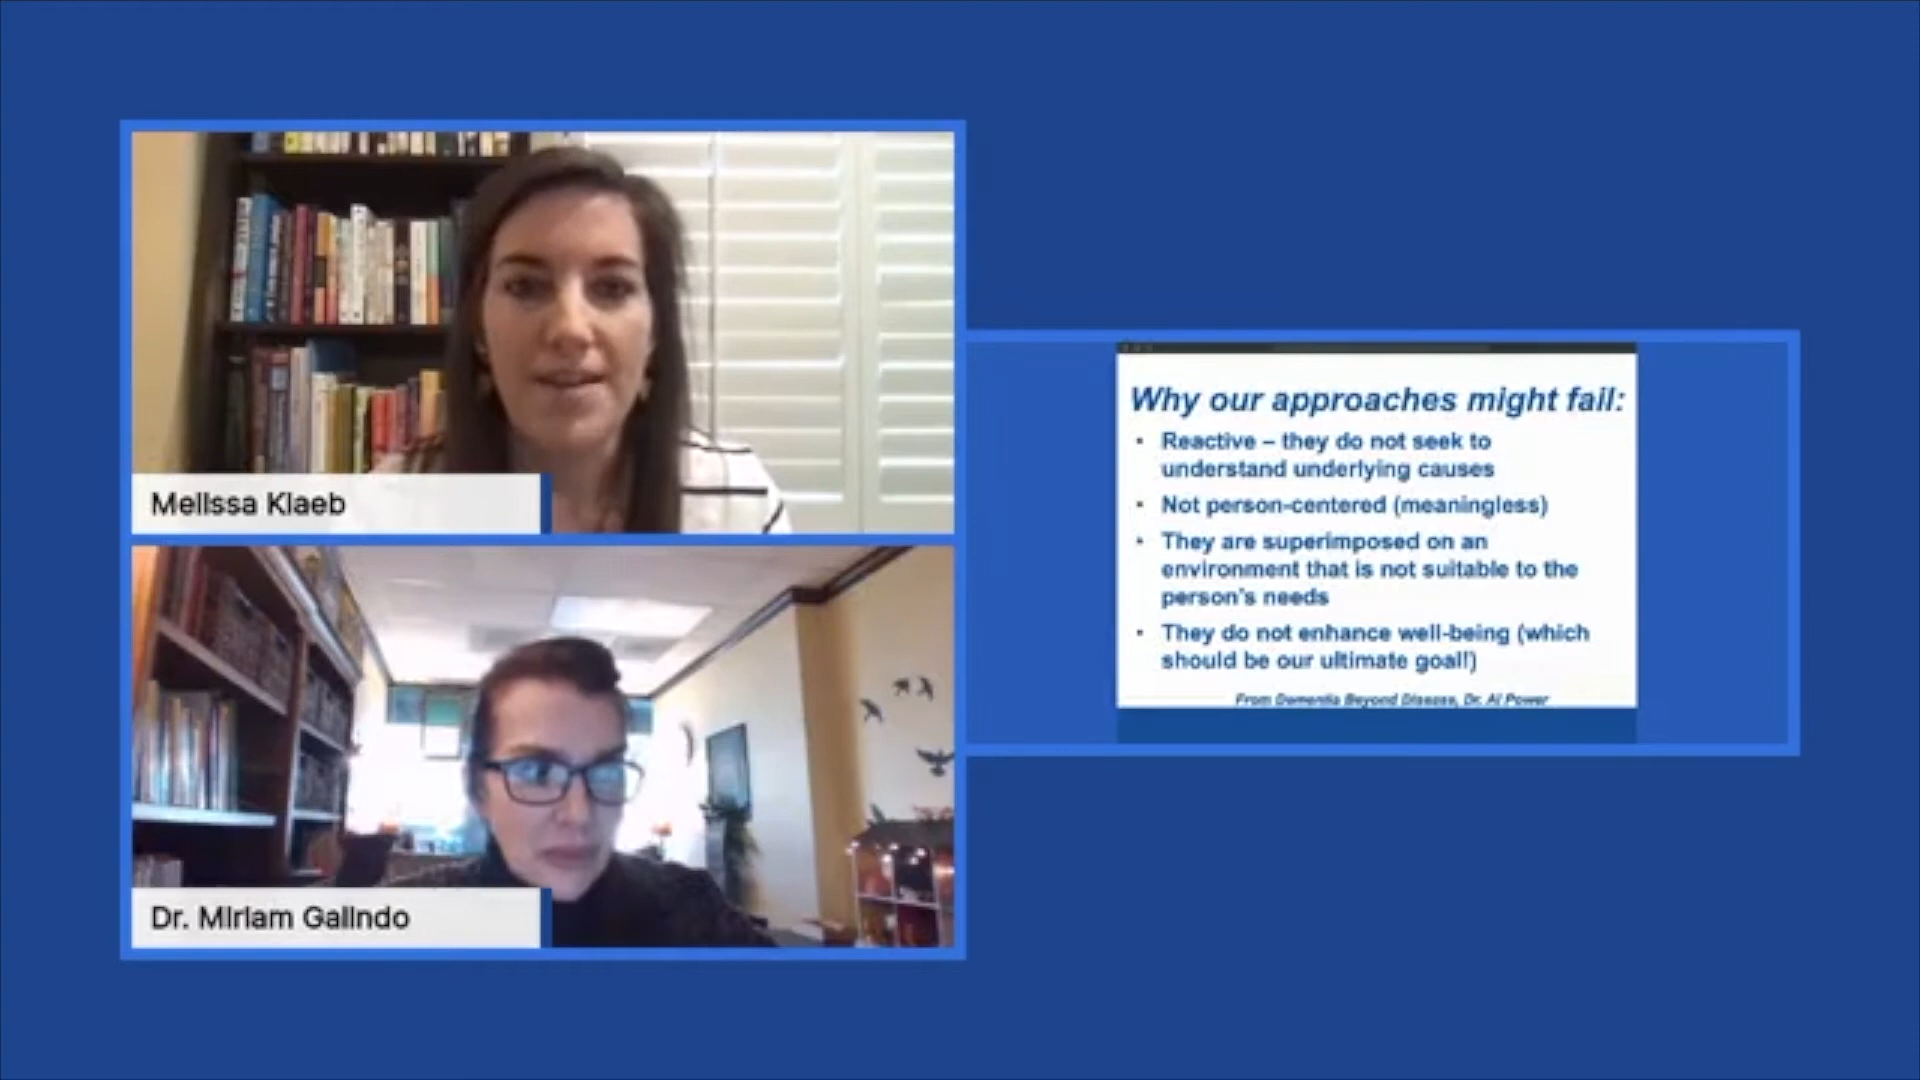 Melissa Klaeb
Dr. Miriam Galindo
Why our approaches might fail:
• Reactive – they do not seek to
understand underlying causes
• Not person-centered (meaningless)
• They are superimposed on an
environment that is not suitable to the
person's needs
• They do not enhance well-being (which
should be our ultimate goal!)
From Dementia Beyond Disease, Dr. Al Power